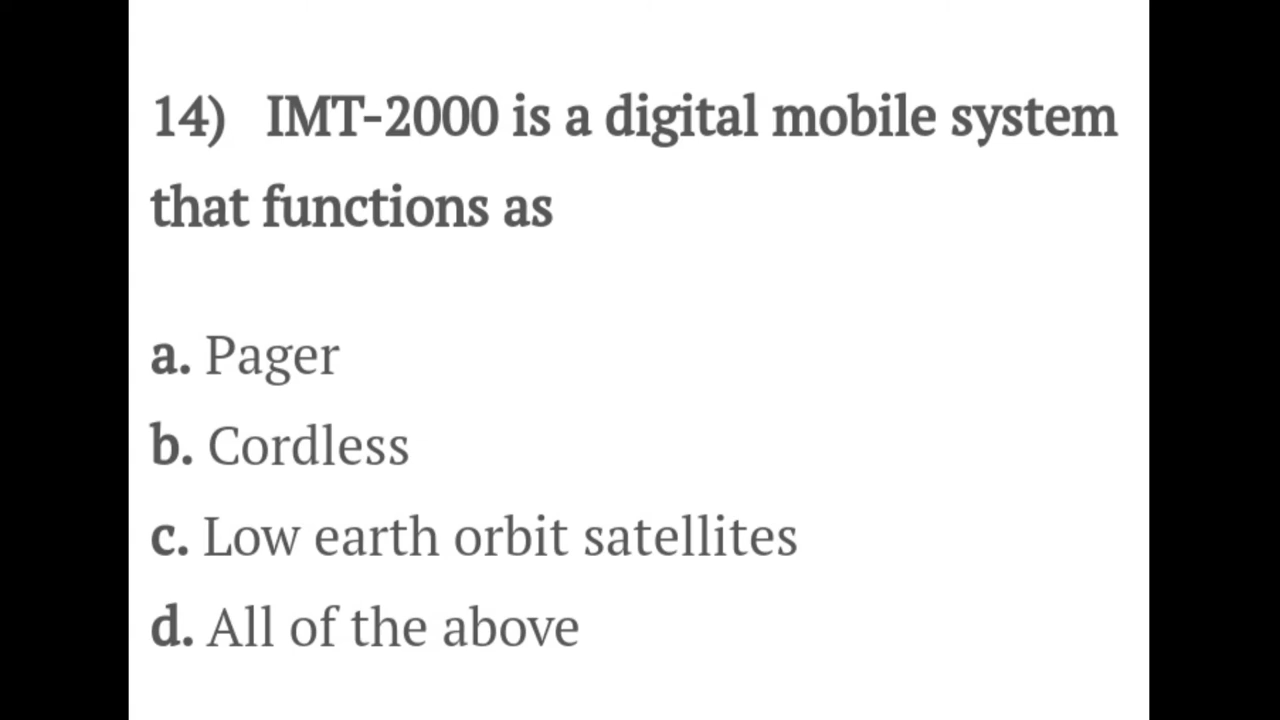 14) IMT-2000 is a digital mobile system
that functions as
a. Pager
b. Cordless
c. Low earth orbit satellites
d. All of the above